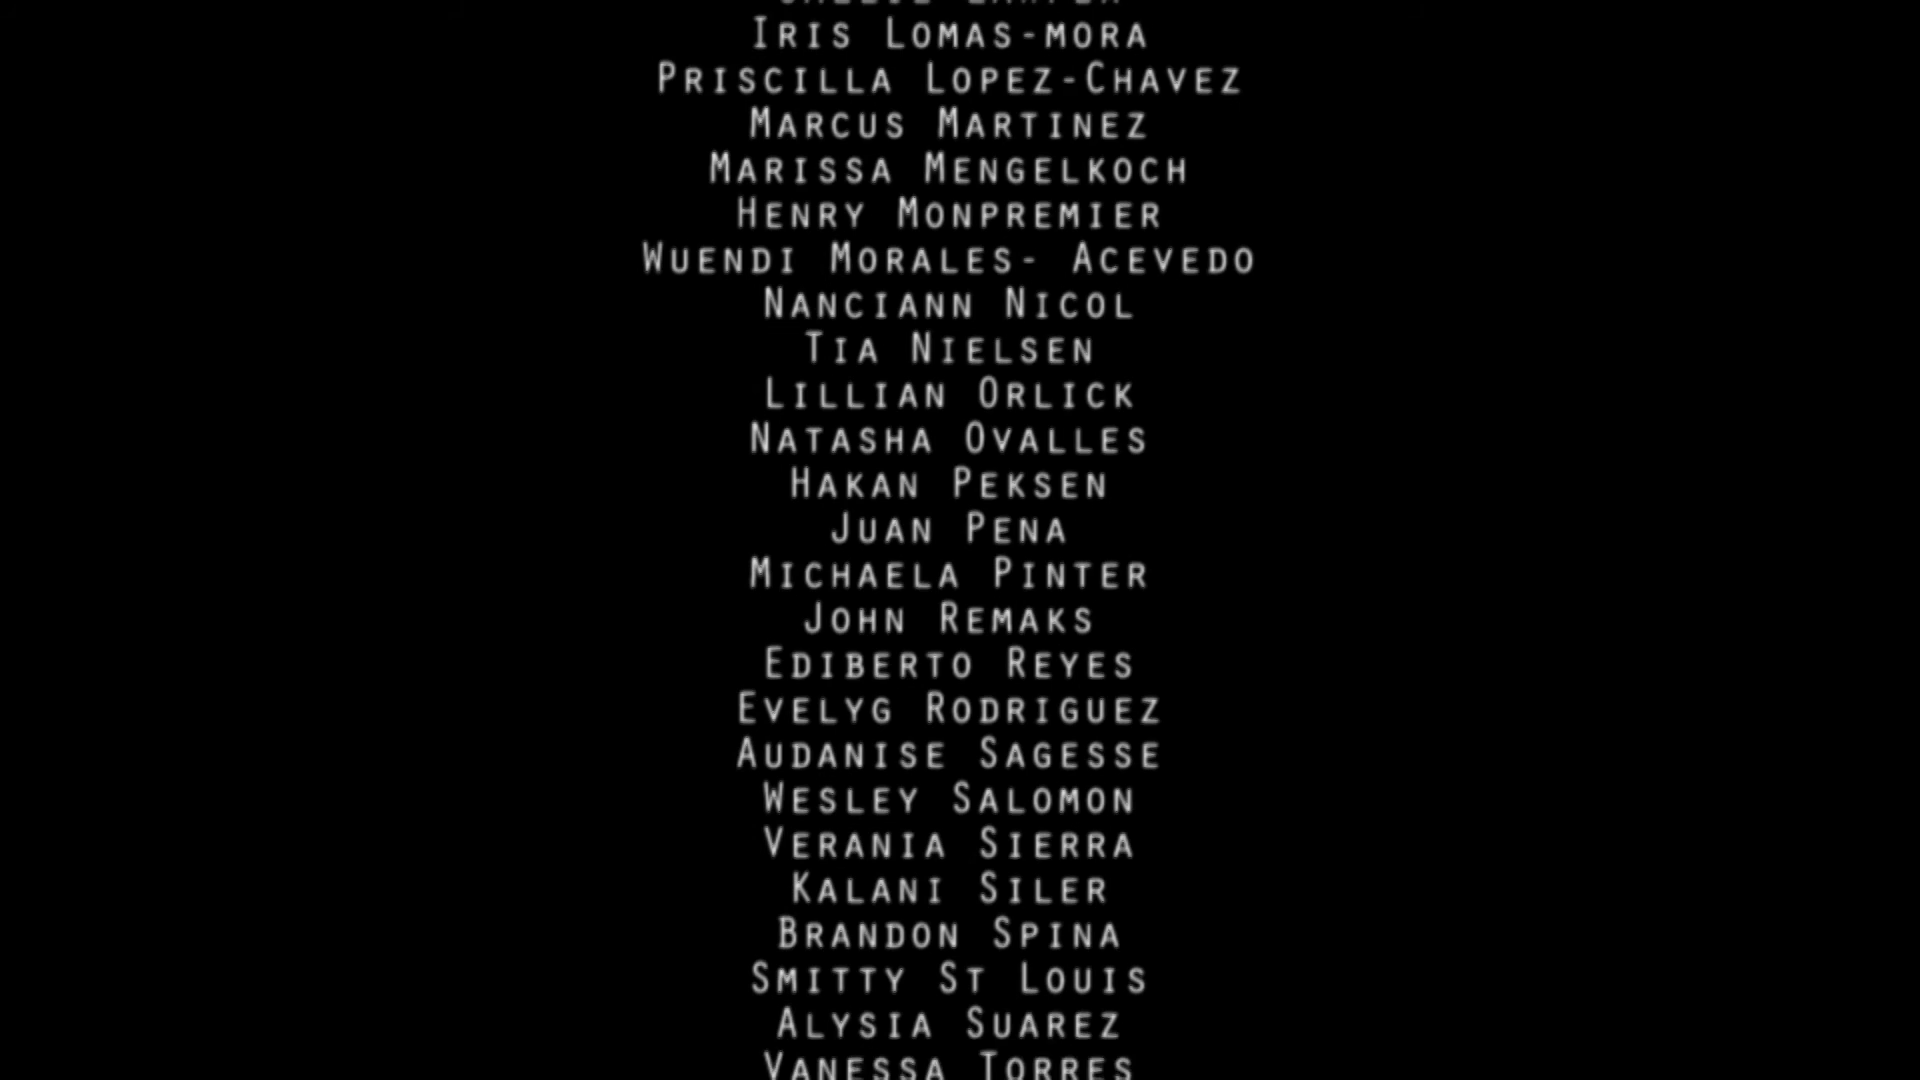 Iris Lomas-mora
Priscilla Lopez-Chavez
Marcus Martinez
Marissa Mengelkoch
Henry Monpremier
Wuendi Morales- Acevedo
Nanciann Nicol
Tia Nielsen
Lillian Orlick
Natasha Ovalles
Hakan Peksen
Juan Pena
Michaela Pinter
John Remaks
Ediberto Reyes
Evelyg Rodriguez
Audanise Sagesse
Wesley Salomon
Verania Sierra
Kalani Siler
Brandon Spina
Smitty St Louis
Alysia Suarez
Vanessa Torres